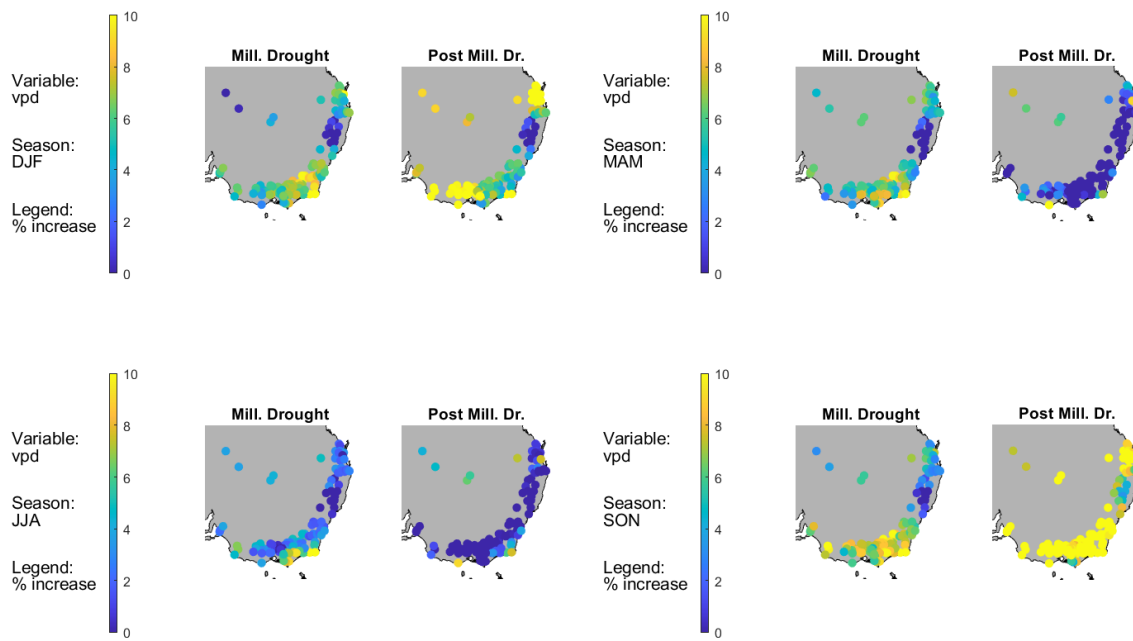 10
8
6
4
2
0
Variable:
vpd
Season:
DJF
Legend:
% increase
Mill. Drought
Post Mill. Dr.
10
8
6
4
2
0
Variable:
vpd
Season:
MAM
Legend:
% increase
Mill. Drought
Post Mill. Dr.
10
8
6
4
2
0
Variable:
vpd
Season:
JJA
Legend:
% increase
Mill. Drought
Post Mill. Dr.
10
8
6
4
2
0
Variable:
vpd
Season:
SON
Legend:
% increase
Mill. Drought
Post Mill. Dr.